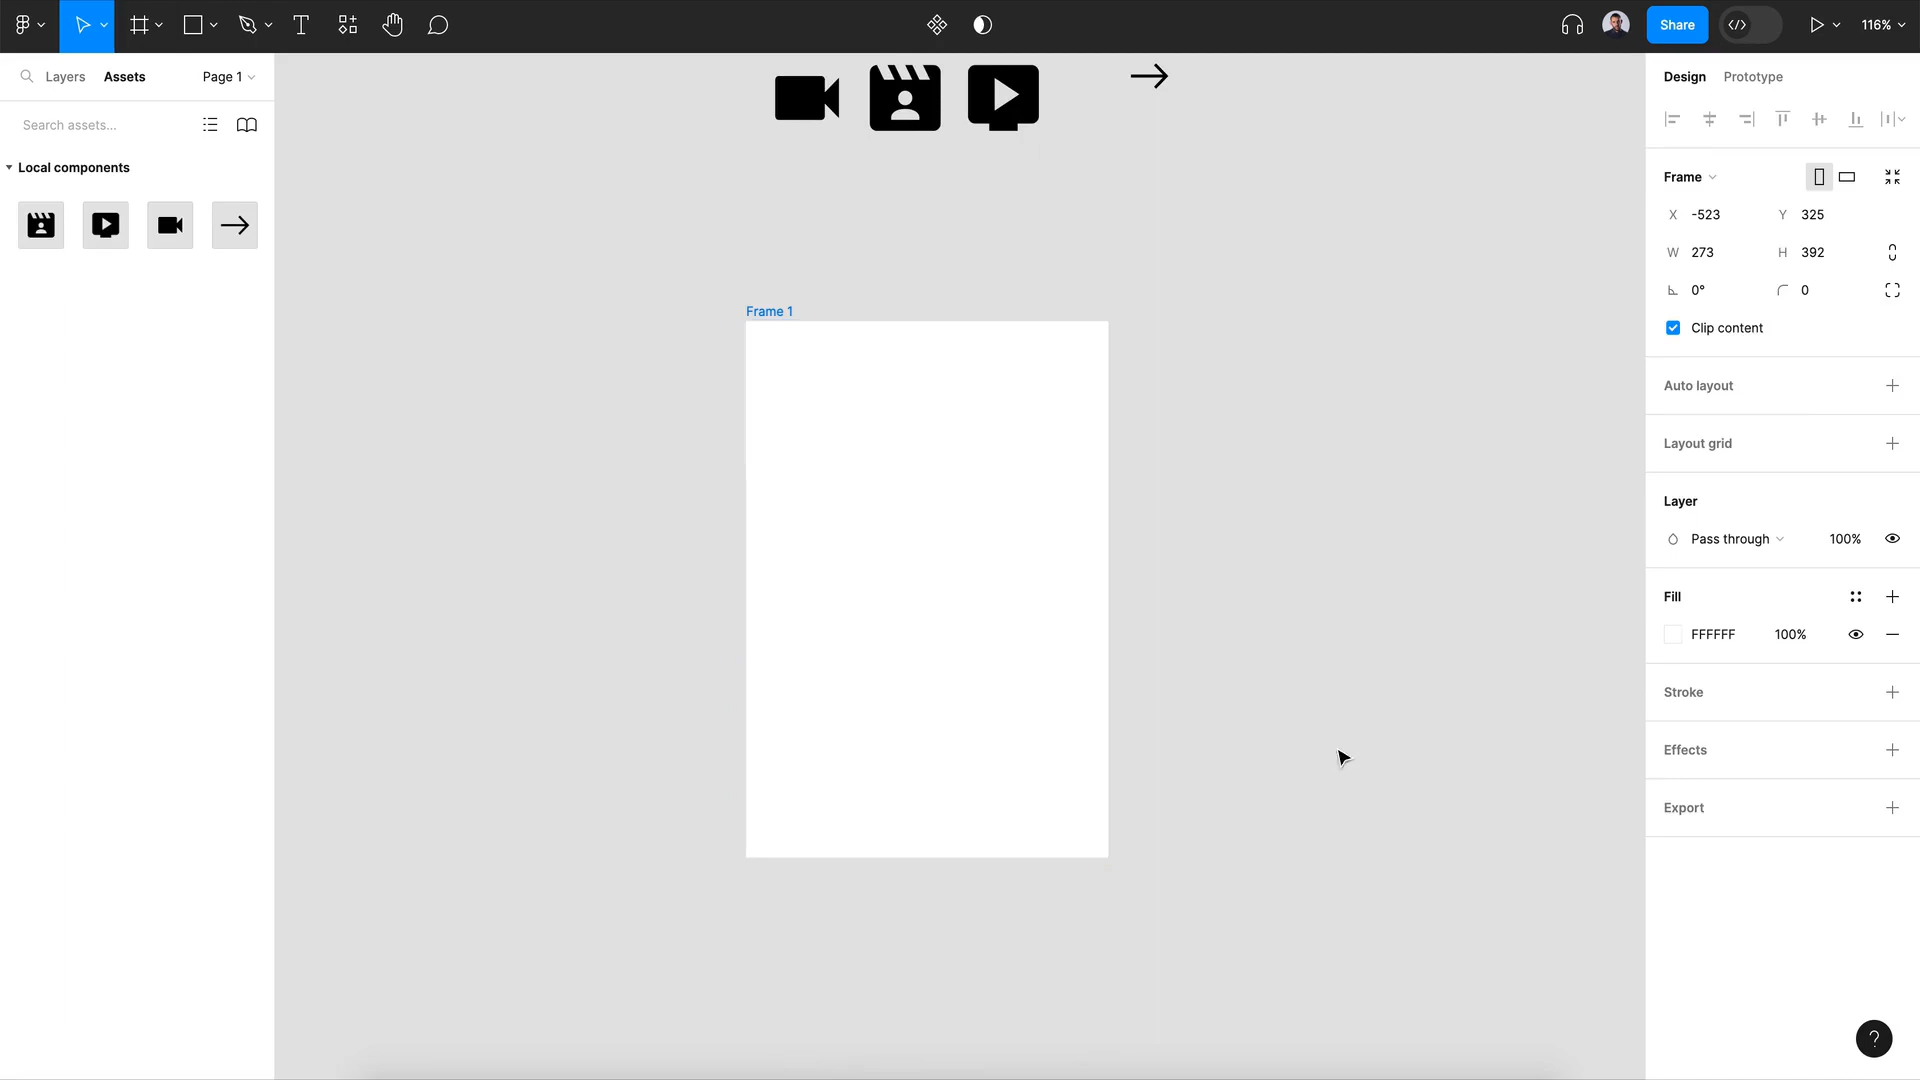 Share
116%
Layers
Assets
Page 1
Search assets...
Local components
Frame 1
Design
Prototype
Frame
X -523
Y 325
W 273
H 392
0°
0
Clip content
Auto layout
Layout grid
Layer
Pass through
100%
Fill
FFFFFF
100%
Stroke
Effects
Export
?